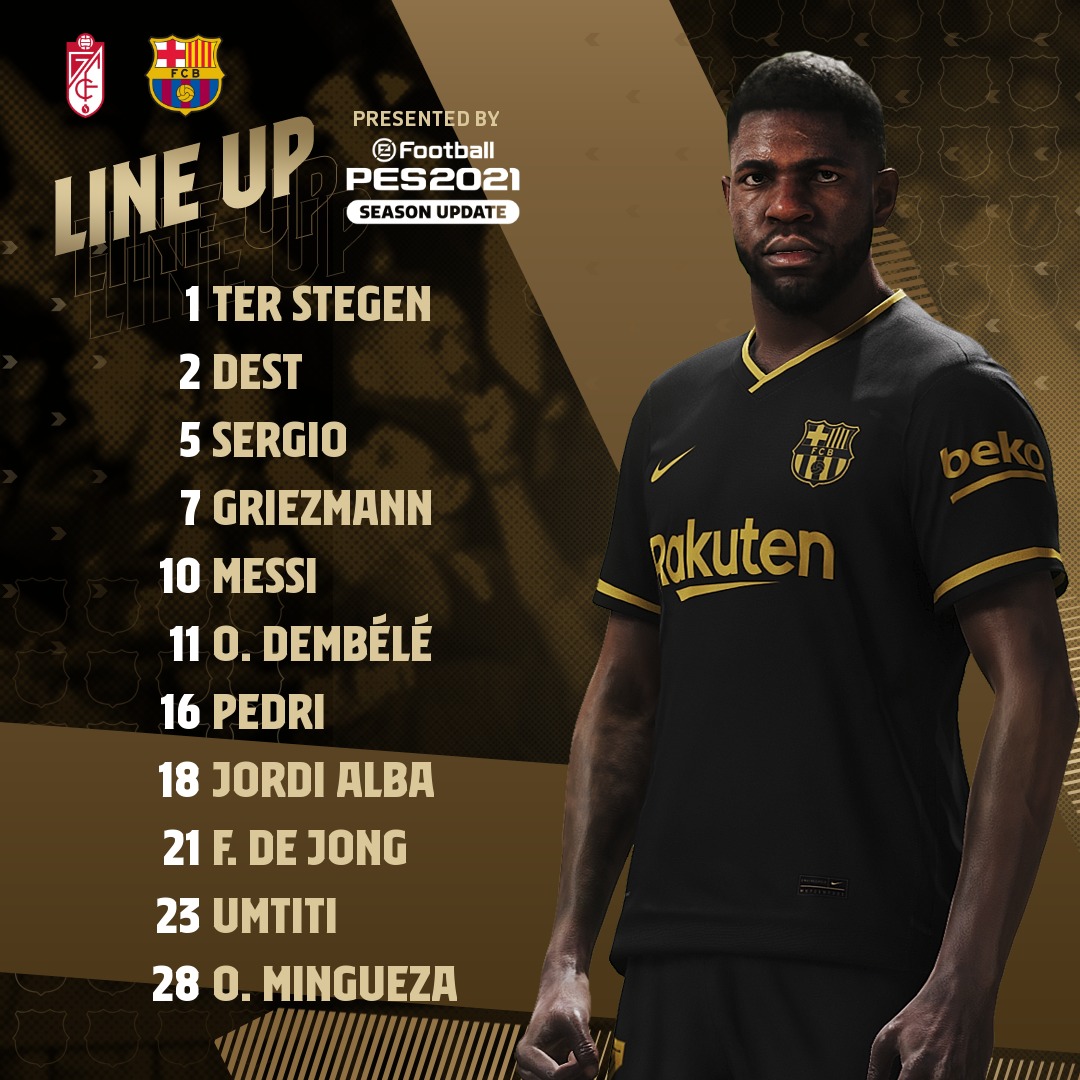 FCB
LINE UP
PRESENTED BY
eFootball
PES2021
SEASON UPDATE
1 TER STEGEN
2 DEST
5 SERGIO
7 GRIEZMANN
10 MESSI
11 O. DEMBÉLÉ
16 PEDRI
18 JORDI ALBA
21 F. DE JONG
23 UMTITI
28 O. MINGUEZA
FCB
beko
Rakuten